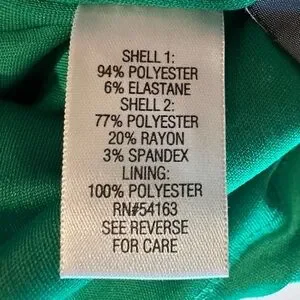 SHELL 1:
94% POLYESTER
6% ELASTANE
SHELL 2:
77% POLYESTER
20% RAYON
3% SPANDEX
LINING:
100% POLYESTER
RN#54163
SEE REVERSE
FOR CARE